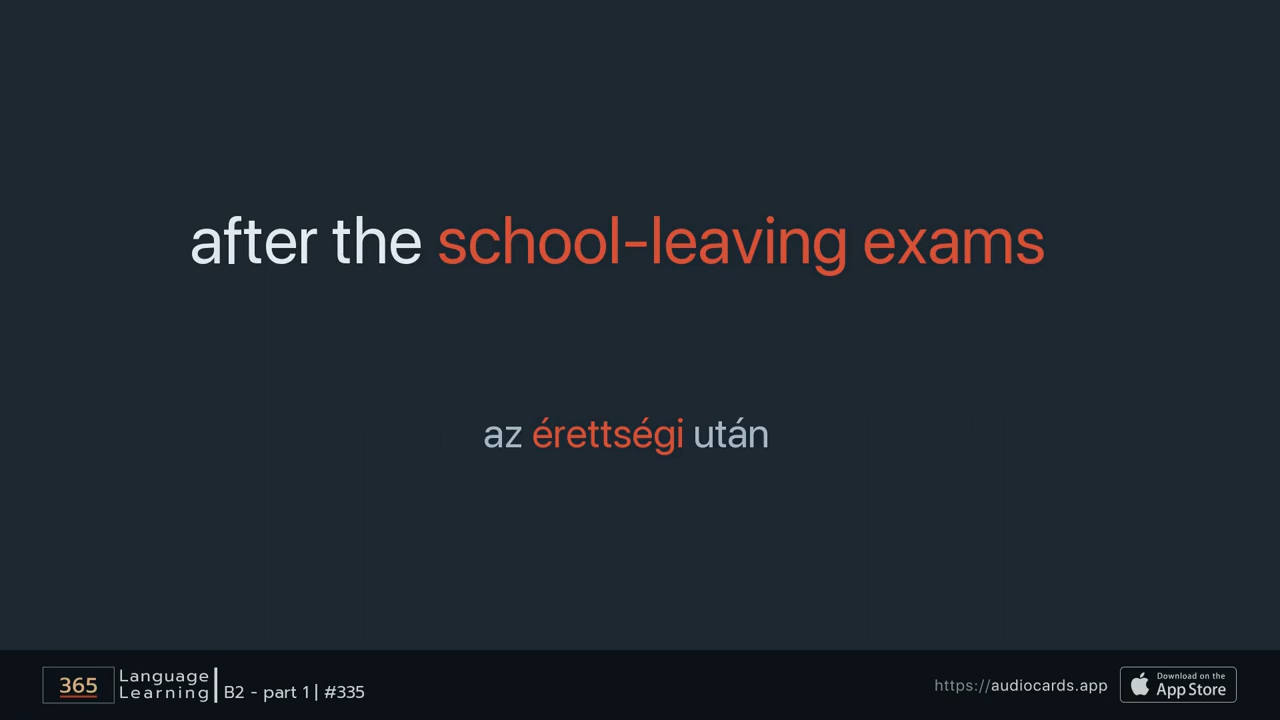 after the school-leaving exams
az érettségi után
365
Language
Learning
B2 - part 1 | #335
https://audiocards.app
Download on the
App Store